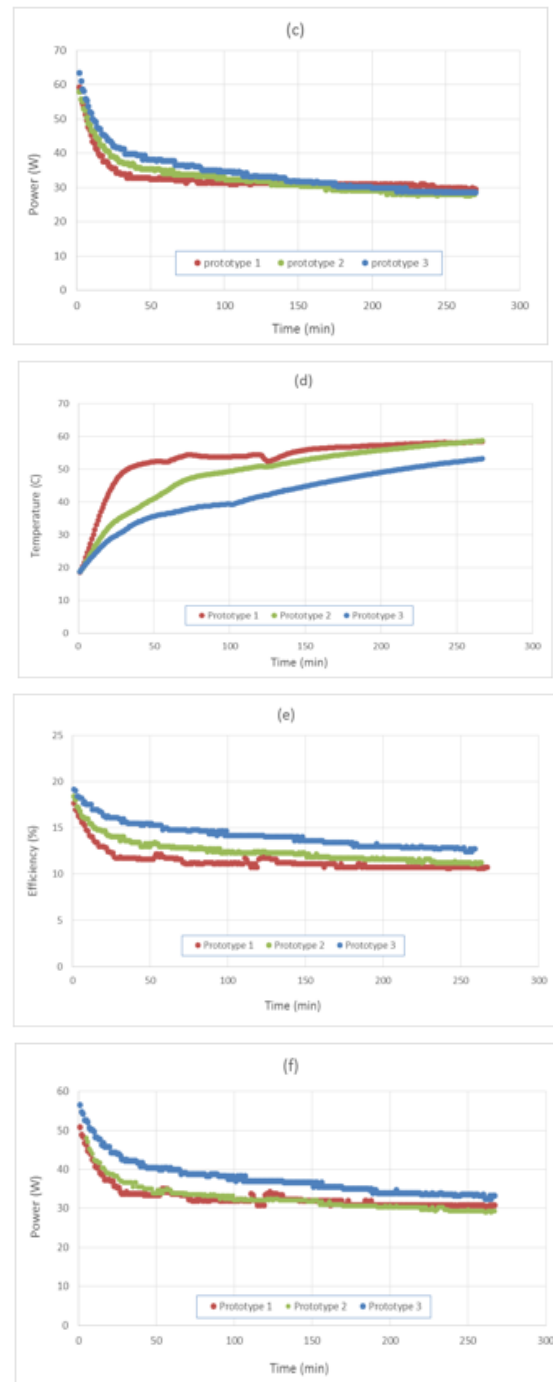 (c)
70
60
50
40
30
20
10
0
Power (W)
prototype 1 prototype 2 prototype 3
0 50 100 150 200 250 300
Time (min)
(d)
70
60
50
40
30
20
10
0
Temperature (C)
Prototype 1 Prototype 2 Prototype 3
0 50 100 150 200 250 300
Time (min)
(e)
25
20
15
10
5
0
Efficiency (%)
Prototype 1 Prototype 2 Prototype 3
0 50 100 150 200 250 300
Time (min)
(f)
60
50
40
30
20
10
0
Power (W)
Prototype 1 Prototype 2 Prototype 3
0 50 100 150 200 250 300
Time (min)